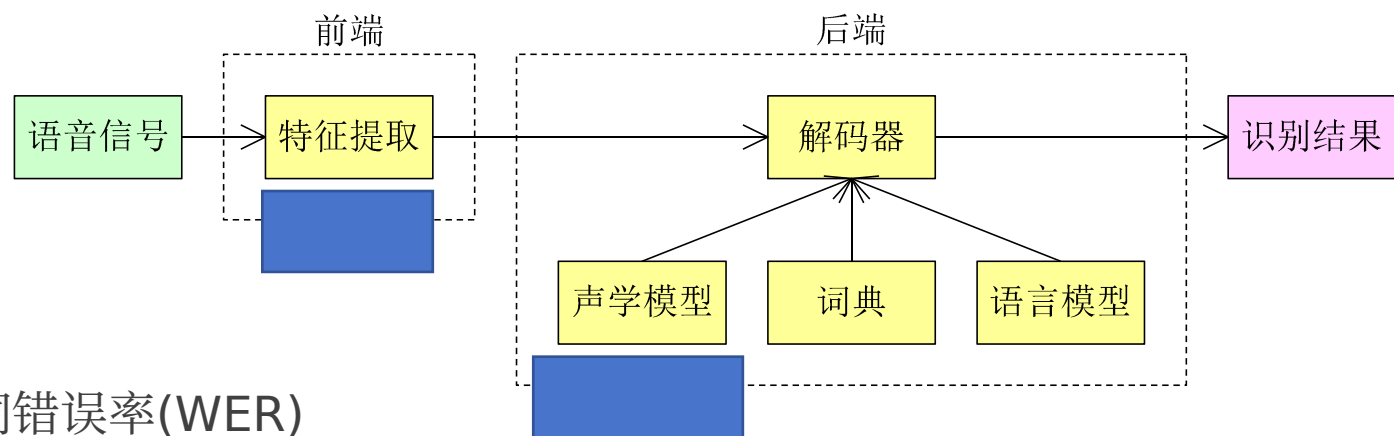 前端
后端
语音信号
特征提取
解码器
识别结果
声学模型
词典
语言模型
错误率(WER)